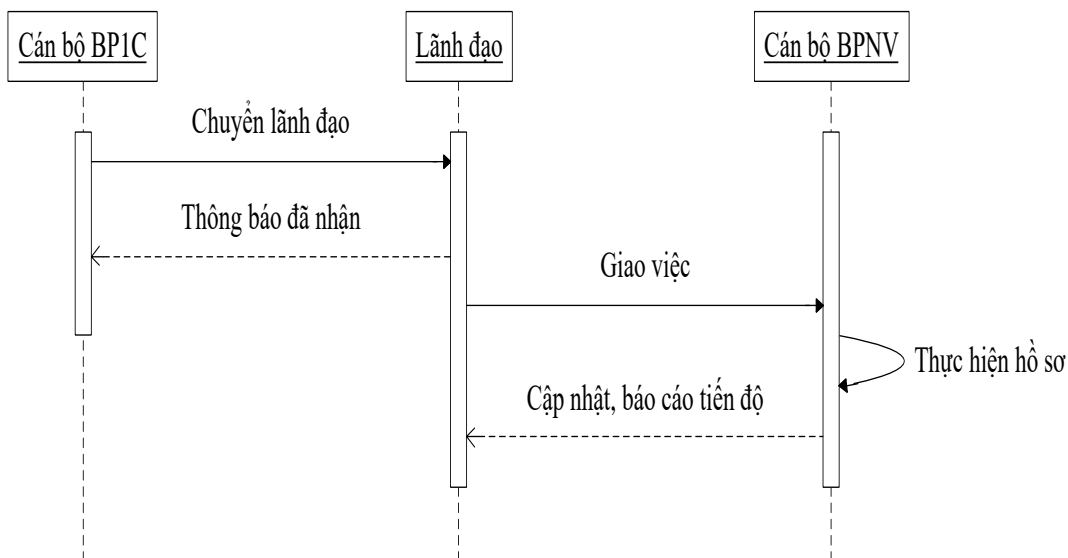 Cán bộ BP1C
Lãnh đạo
Cán bộ BPNV
Chuyển lãnh đạo
Thông báo đã nhận
Giao việc
Thực hiện hồ sơ
Cập nhật, báo cáo tiến độ